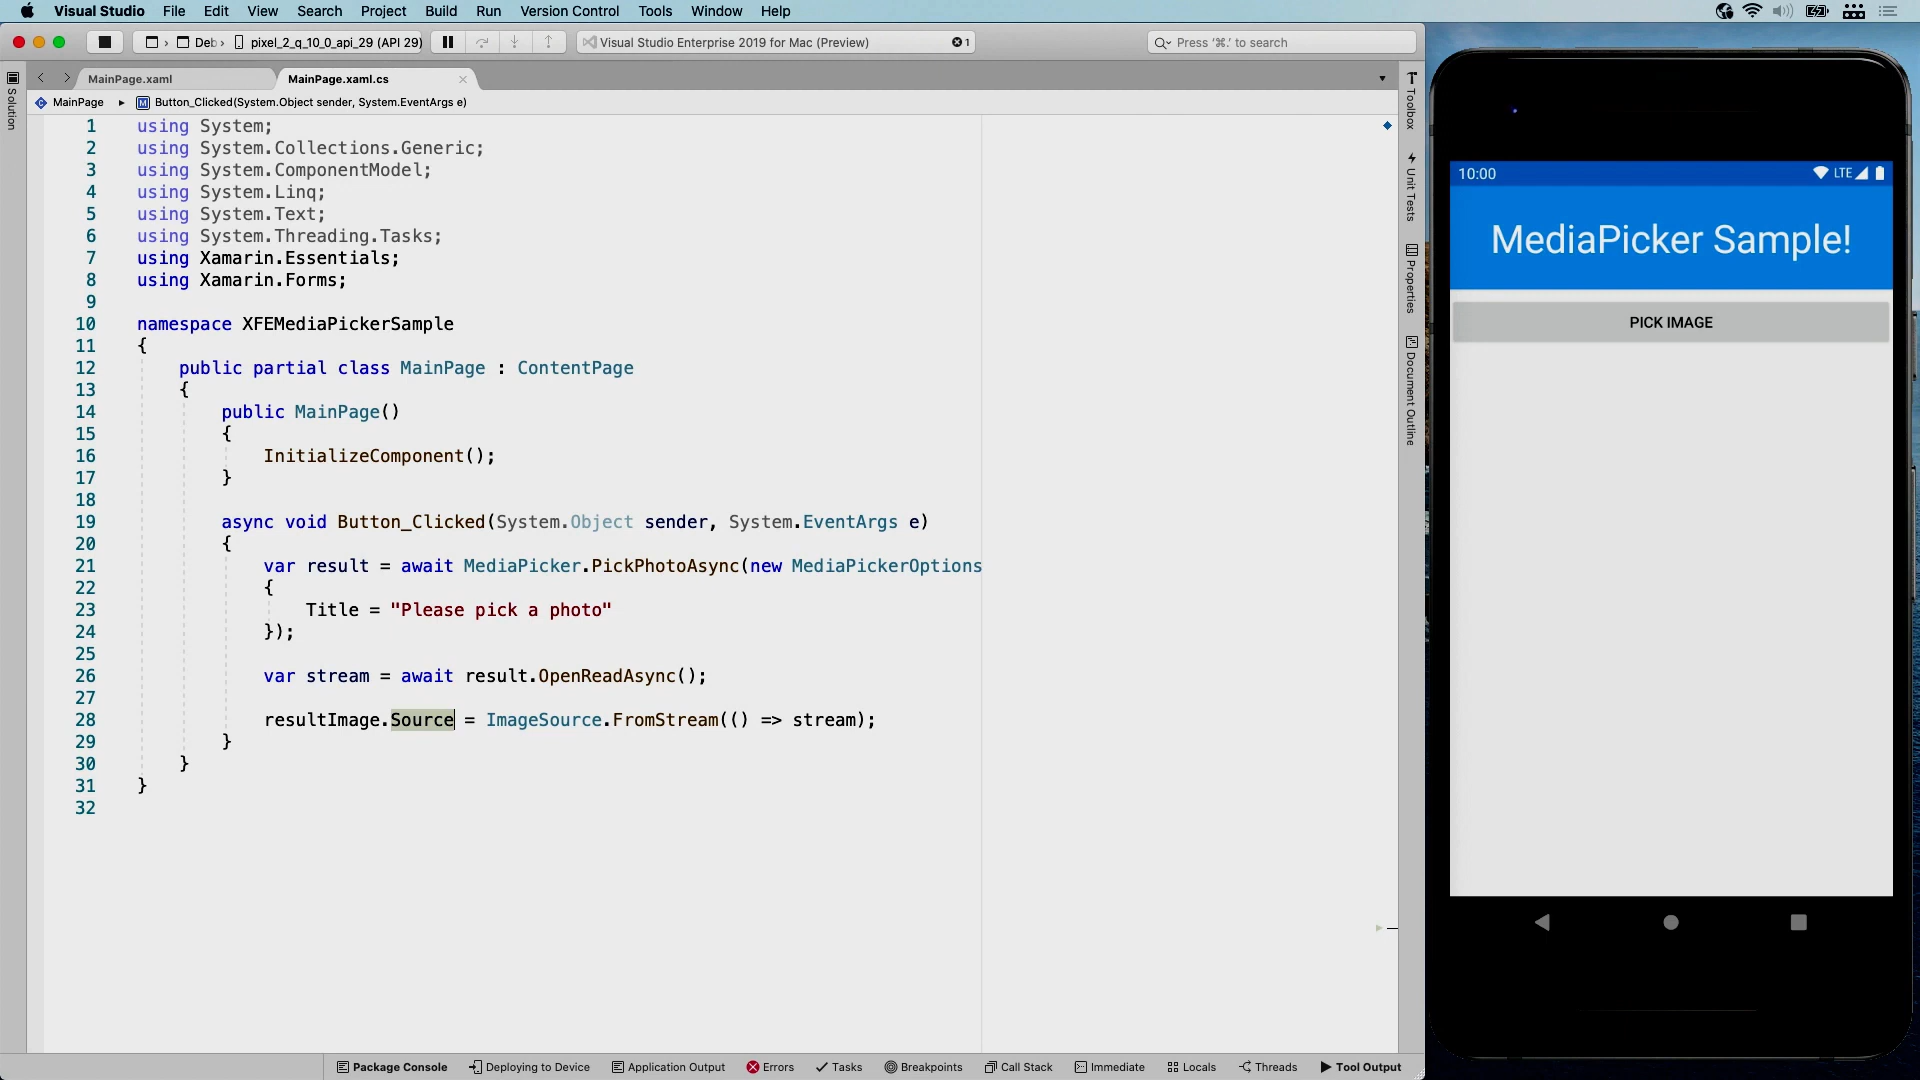 Visual Studio File Edit View Search Project Build Run Version Control Tools Window Help
Deb pixel_2_q_10_0_api_29 (API 29) Visual Studio Enterprise 2019 for Mac (Preview) 1 Press ‘⌘.’ to search
MainPage.xaml MainPage.xaml.cs
MainPage Button_Clicked(System.Object sender, System.EventArgs e)
Solution
1 using System;
2 using System.Collections.Generic;
3 using System.ComponentModel;
4 using System.Linq;
5 using System.Text;
6 using System.Threading.Tasks;
7 using Xamarin.Essentials;
8 using Xamarin.Forms;
9
10 namespace XFEMediaPickerSample
11 {
12 public partial class MainPage : ContentPage
13 {
14 public MainPage()
15 {
16 InitializeComponent();
17 }
18
19 async void Button_Clicked(System.Object sender, System.EventArgs e)
20 {
21 var result = await MediaPicker.PickPhotoAsync(new MediaPickerOptions
22 {
23 Title = "Please pick a photo"
24 });
25
26 var stream = await result.OpenReadAsync();
27
28 resultImage.Source = ImageSource.FromStream(() => stream);
29 }
30 }
31 }
32
Toolbox
Unit Tests
Properties
Document Outline
10:00 LTE
MediaPicker Sample!
PICK IMAGE
Package Console Deploying to Device Application Output Errors Tasks Breakpoints Call Stack Immediate Locals Threads Tool Output